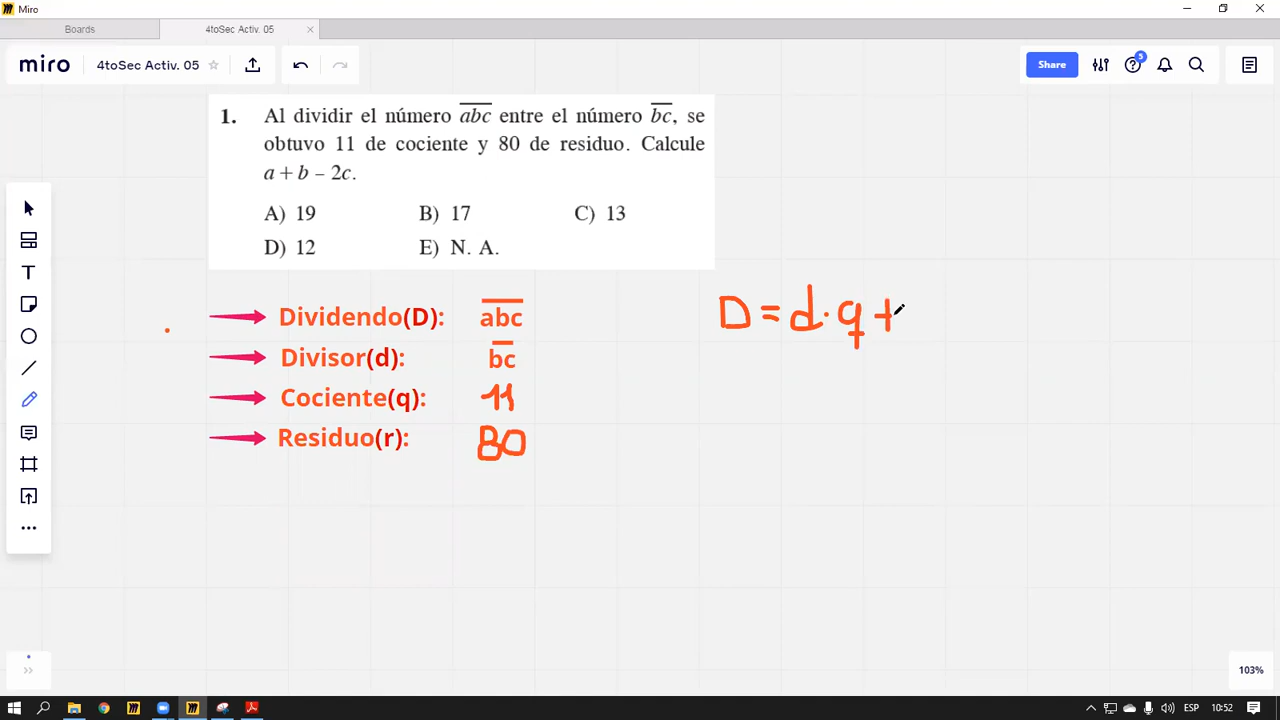 Miro
Boards
4toSec Activ. 05
miro
4toSec Activ. 05
Share
5
1. Al dividir el número abc entre el número bc, se
obtuvo 11 de cociente y 80 de residuo. Calcule
a + b – 2c.
A) 19 B) 17 C) 13
D) 12 E) N. A.
Dividendo(D): abc
Divisor(d): bc
Cociente(q): 11
Residuo(r): 80
D = d·q +
103%
ESP
10:52